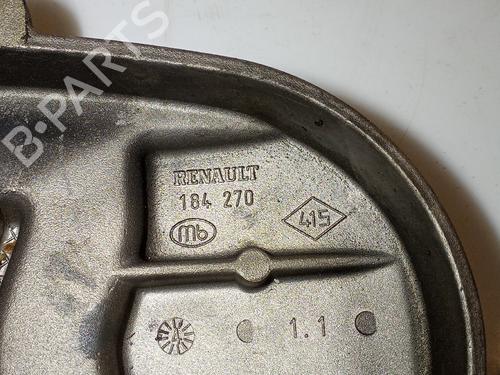 B-PARTS
RENAULT
184 270
415
Mb
1.1